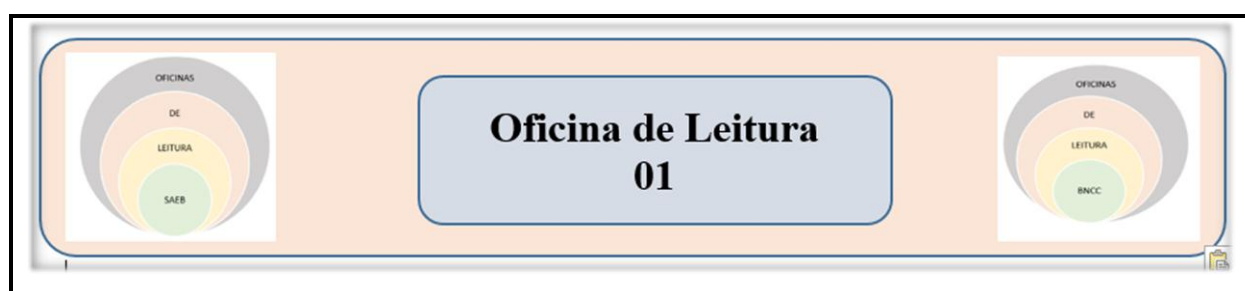 OFICINAS
DE
LEITURA
SAEB
Oficina de Leitura
01
OFICINAS
DE
LEITURA
BNCC